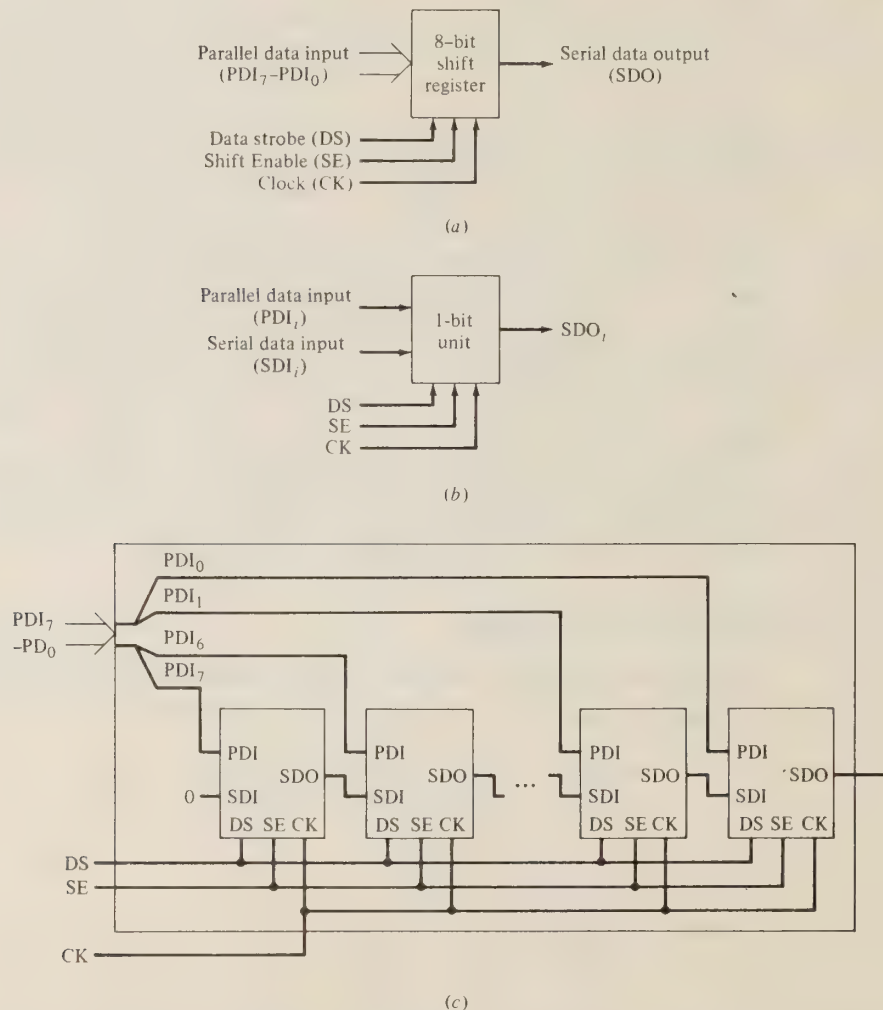 Parallel data input
(PDI₇–PDI₀)
8–bit
shift
register
Serial data output
(SDO)
Data strobe (DS)
Shift Enable (SE)
Clock (CK)
(a)
Parallel data input
(PDIᵢ)
Serial data input
(SDIᵢ)
1-bit
unit
SDOᵢ
DS
SE
CK
(b)
PDI₀
PDI₁
PDI₇
–PD₀
PDI₆
PDI₇
PDI
SDO
0
SDI
DS SE CK
PDI
SDO
SDI
DS SE CK
...
PDI
SDO
SDI
DS SE CK
PDI
SDO
SDI
DS SE CK
DS
SE
CK
(c)